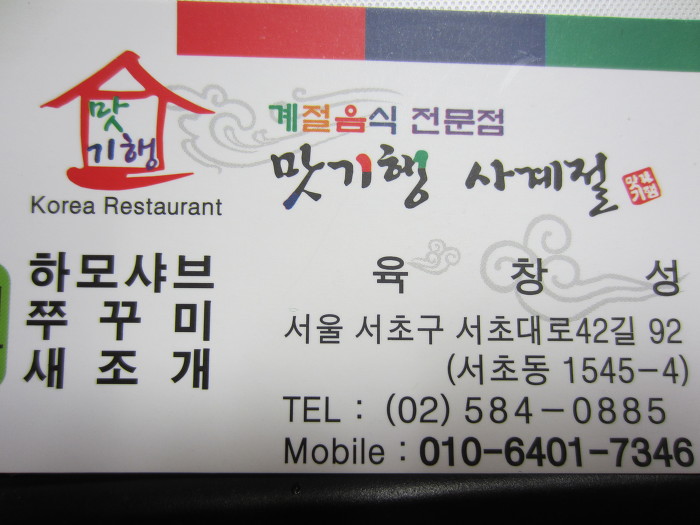 맛
기행
Korea Restaurant
계절음식 전문점
맛기행 사계절
맛기행
하모샤브
쭈꾸미
새조개
육창성
서울 서초구 서초대로42길 92
(서초동 1545-4)
TEL : (02) 584-0885
Mobile : 010-6401-7346